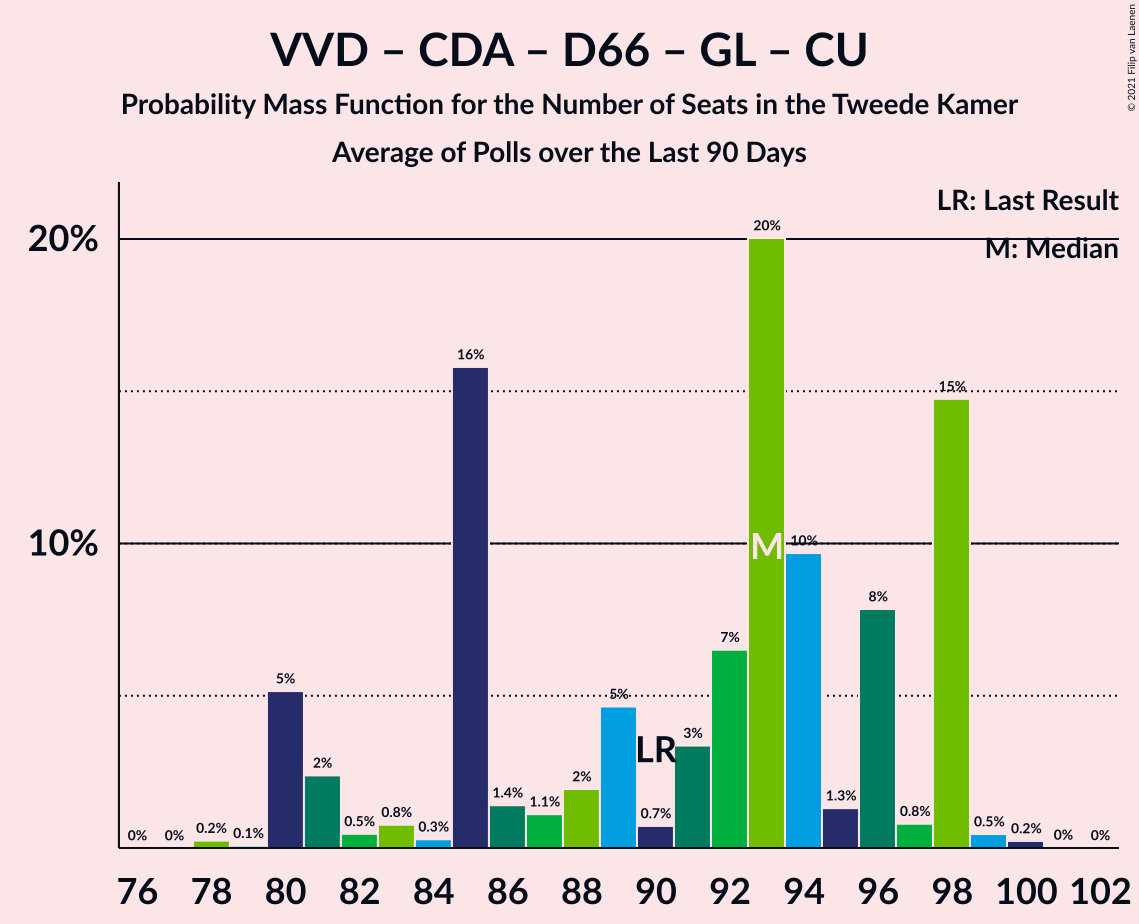 VVD – CDA – D66 – GL – CU
Probability Mass Function for the Number of Seats in the Tweede Kamer
Average of Polls over the Last 90 Days
© 2021 Filip van Laenen
LR: Last Result
M: Median
20%
10%
0% 0% 0.2% 0.1% 5% 2% 0.5% 0.8% 0.3% 16% 1.4% 1.1% 2% 5% 0.7% 3% 7% 20% 10% 1.3% 8% 0.8% 15% 0.5% 0.2% 0% 0%
LR
M
76 78 80 82 84 86 88 90 92 94 96 98 100 102